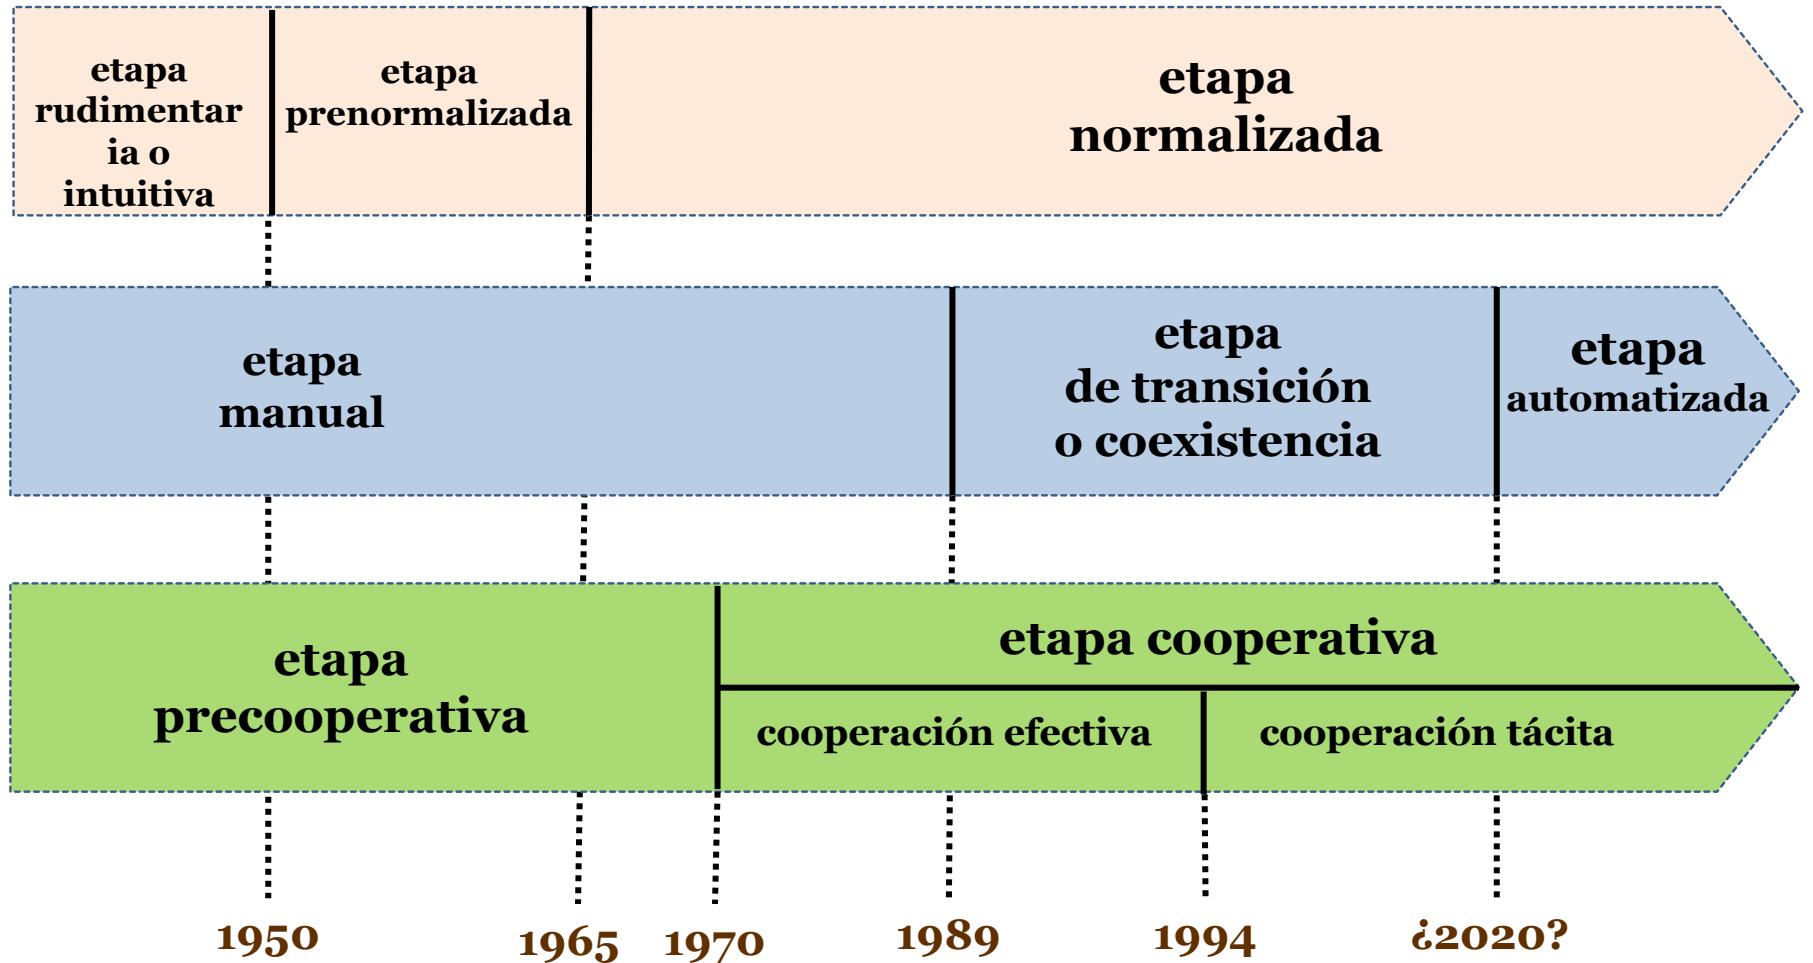 etapa
rudimentar
ia o
intuitiva
etapa
prenormalizada
etapa
normalizada
etapa
manual
etapa
de transición
o coexistencia
etapa
automatizada
etapa
precooperativa
etapa cooperativa
cooperación efectiva
cooperación tácita
1950
1965
1970
1989
1994
¿2020?